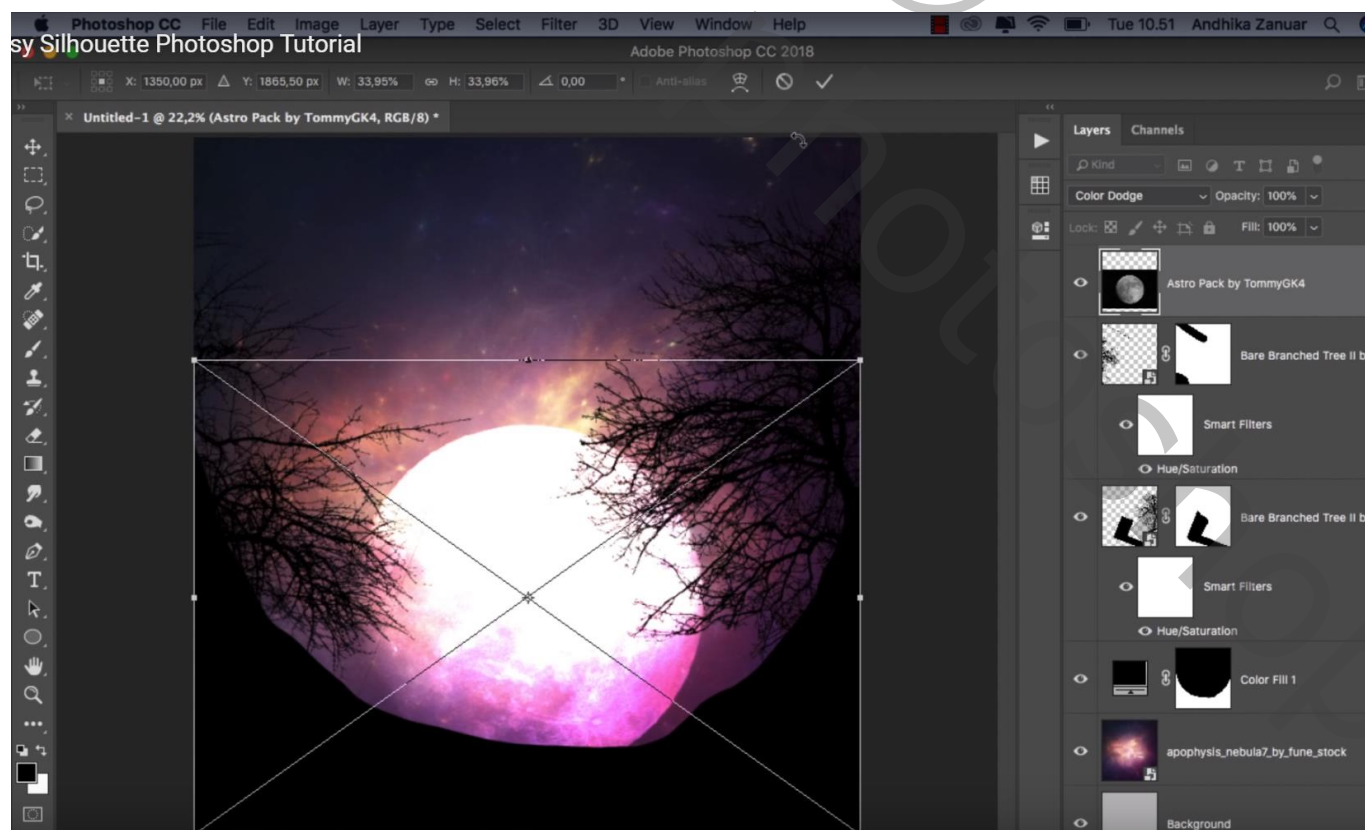 Photoshop CC File Edit Image Layer Type Select Filter 3D View Window Help Tue 10.51 Andhika Zanuar
sy Silhouette Photoshop Tutorial
Adobe Photoshop CC 2018
X: 1350,00 px Y: 1865,50 px W: 33,95% H: 33,96% 0,00 ° Anti-alias
× Untitled-1 @ 22,2% (Astro Pack by TommyGK4, RGB/8) *
Layers Channels
Kind
Color Dodge Opacity: 100%
Lock: Fill: 100%
Astro Pack by TommyGK4
Bare Branched Tree II b
Smart Filters
Hue/Saturation
Bare Branched Tree II b
Smart Filters
Hue/Saturation
Color Fill 1
apophysis_nebula7_by_fune_stock
Background